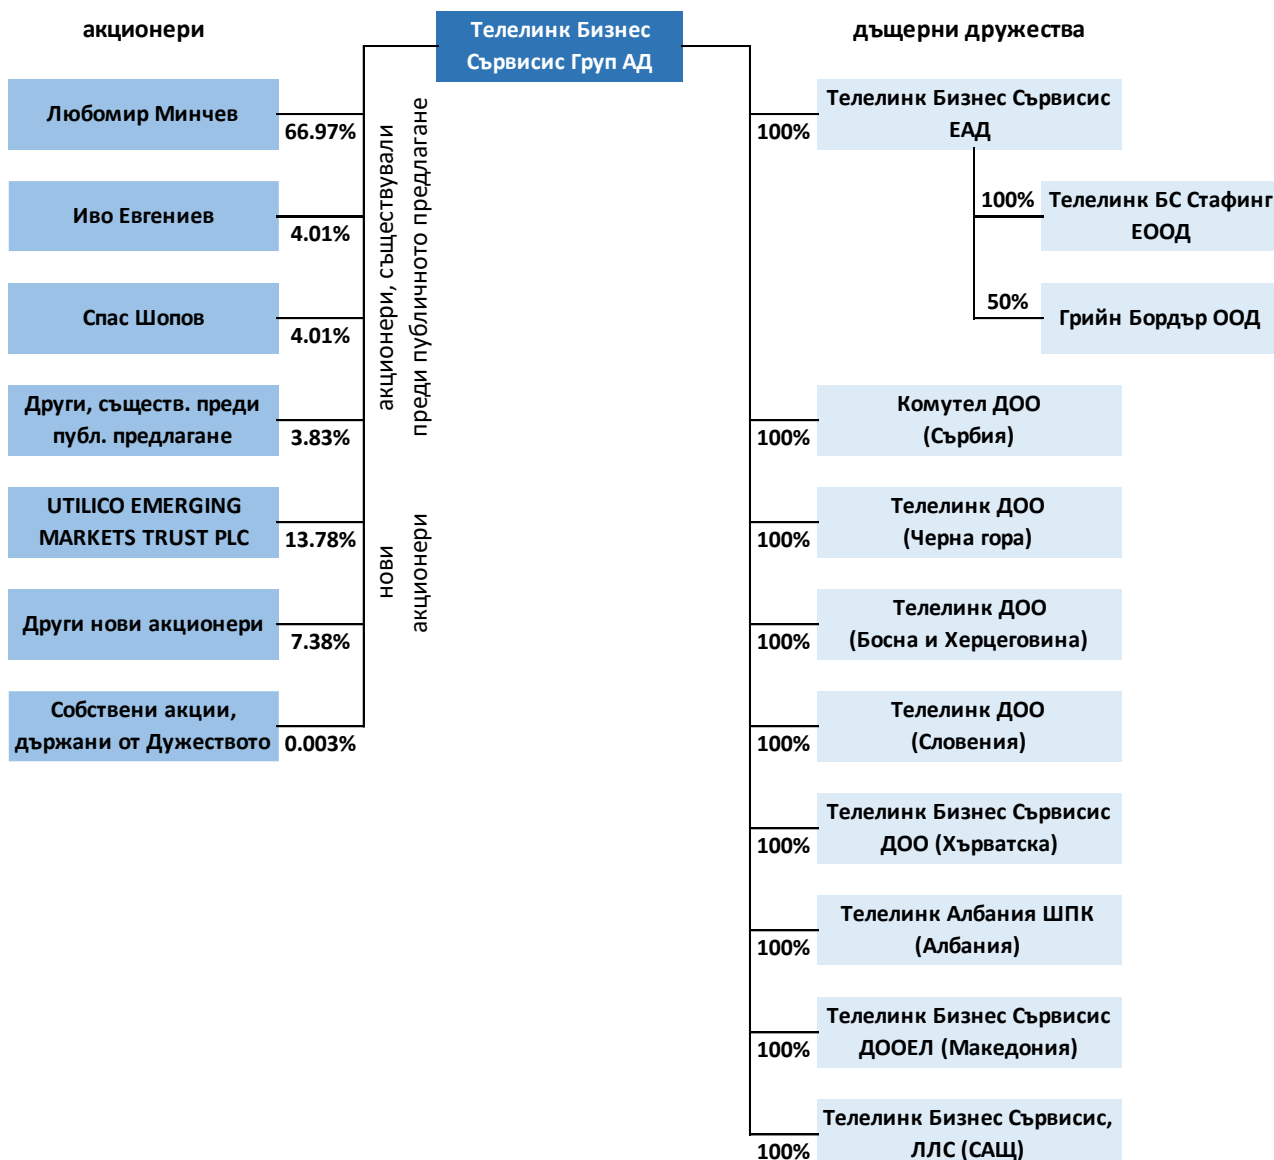 акционери
Телелинк Бизнес
Сървисис Груп АД
дъщерни дружества
Любомир Минчев
66.97%
Иво Евгениев
4.01%
Спас Шопов
4.01%
Други, съществ. преди
публ. предлагане
3.83%
UTILICO EMERGING
MARKETS TRUST PLC
13.78%
Други нови акционери
7.38%
Собствени акции,
държани от Дужеството
0.003%
акционери, съществували
преди публичното предлагане
нови
акционери
Телелинк Бизнес Сървисис
ЕАД
100%
100%
Телелинк БС Стафинг
ЕООД
50%
Грийн Бордър ООД
Комутел ДОО
(Сърбия)
100%
Телелинк ДОО
(Черна гора)
100%
Телелинк ДОО
(Босна и Херцеговина)
100%
Телелинк ДОО
(Словения)
100%
Телелинк Бизнес Сървисис
ДОО (Хърватска)
100%
Телелинк Албания ШПК
(Албания)
100%
Телелинк Бизнес Сървисис
ДООЕЛ (Македония)
100%
Телелинк Бизнес Сървисис,
ЛЛС (САЩ)
100%